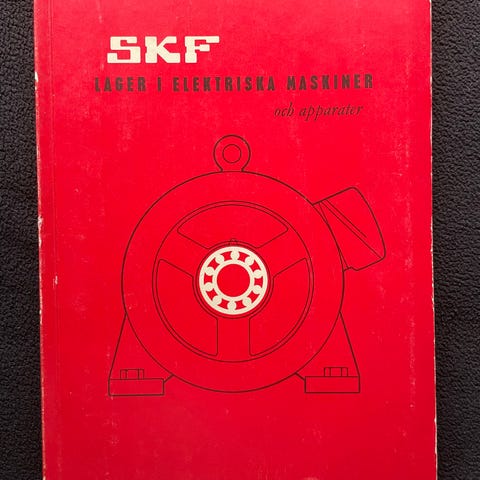 SKF
LAGER I ELEKTRISKA MASKINER
och apparater